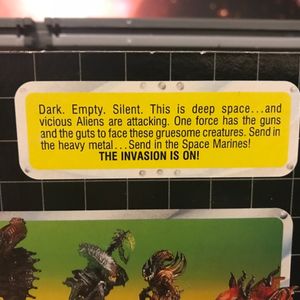 Dark. Empty. Silent. This is deep space...and
vicious Aliens are attacking. One force has the guns
and the guts to face these gruesome creatures. Send in
the heavy metal...Send in the Space Marines!
THE INVASION IS ON!